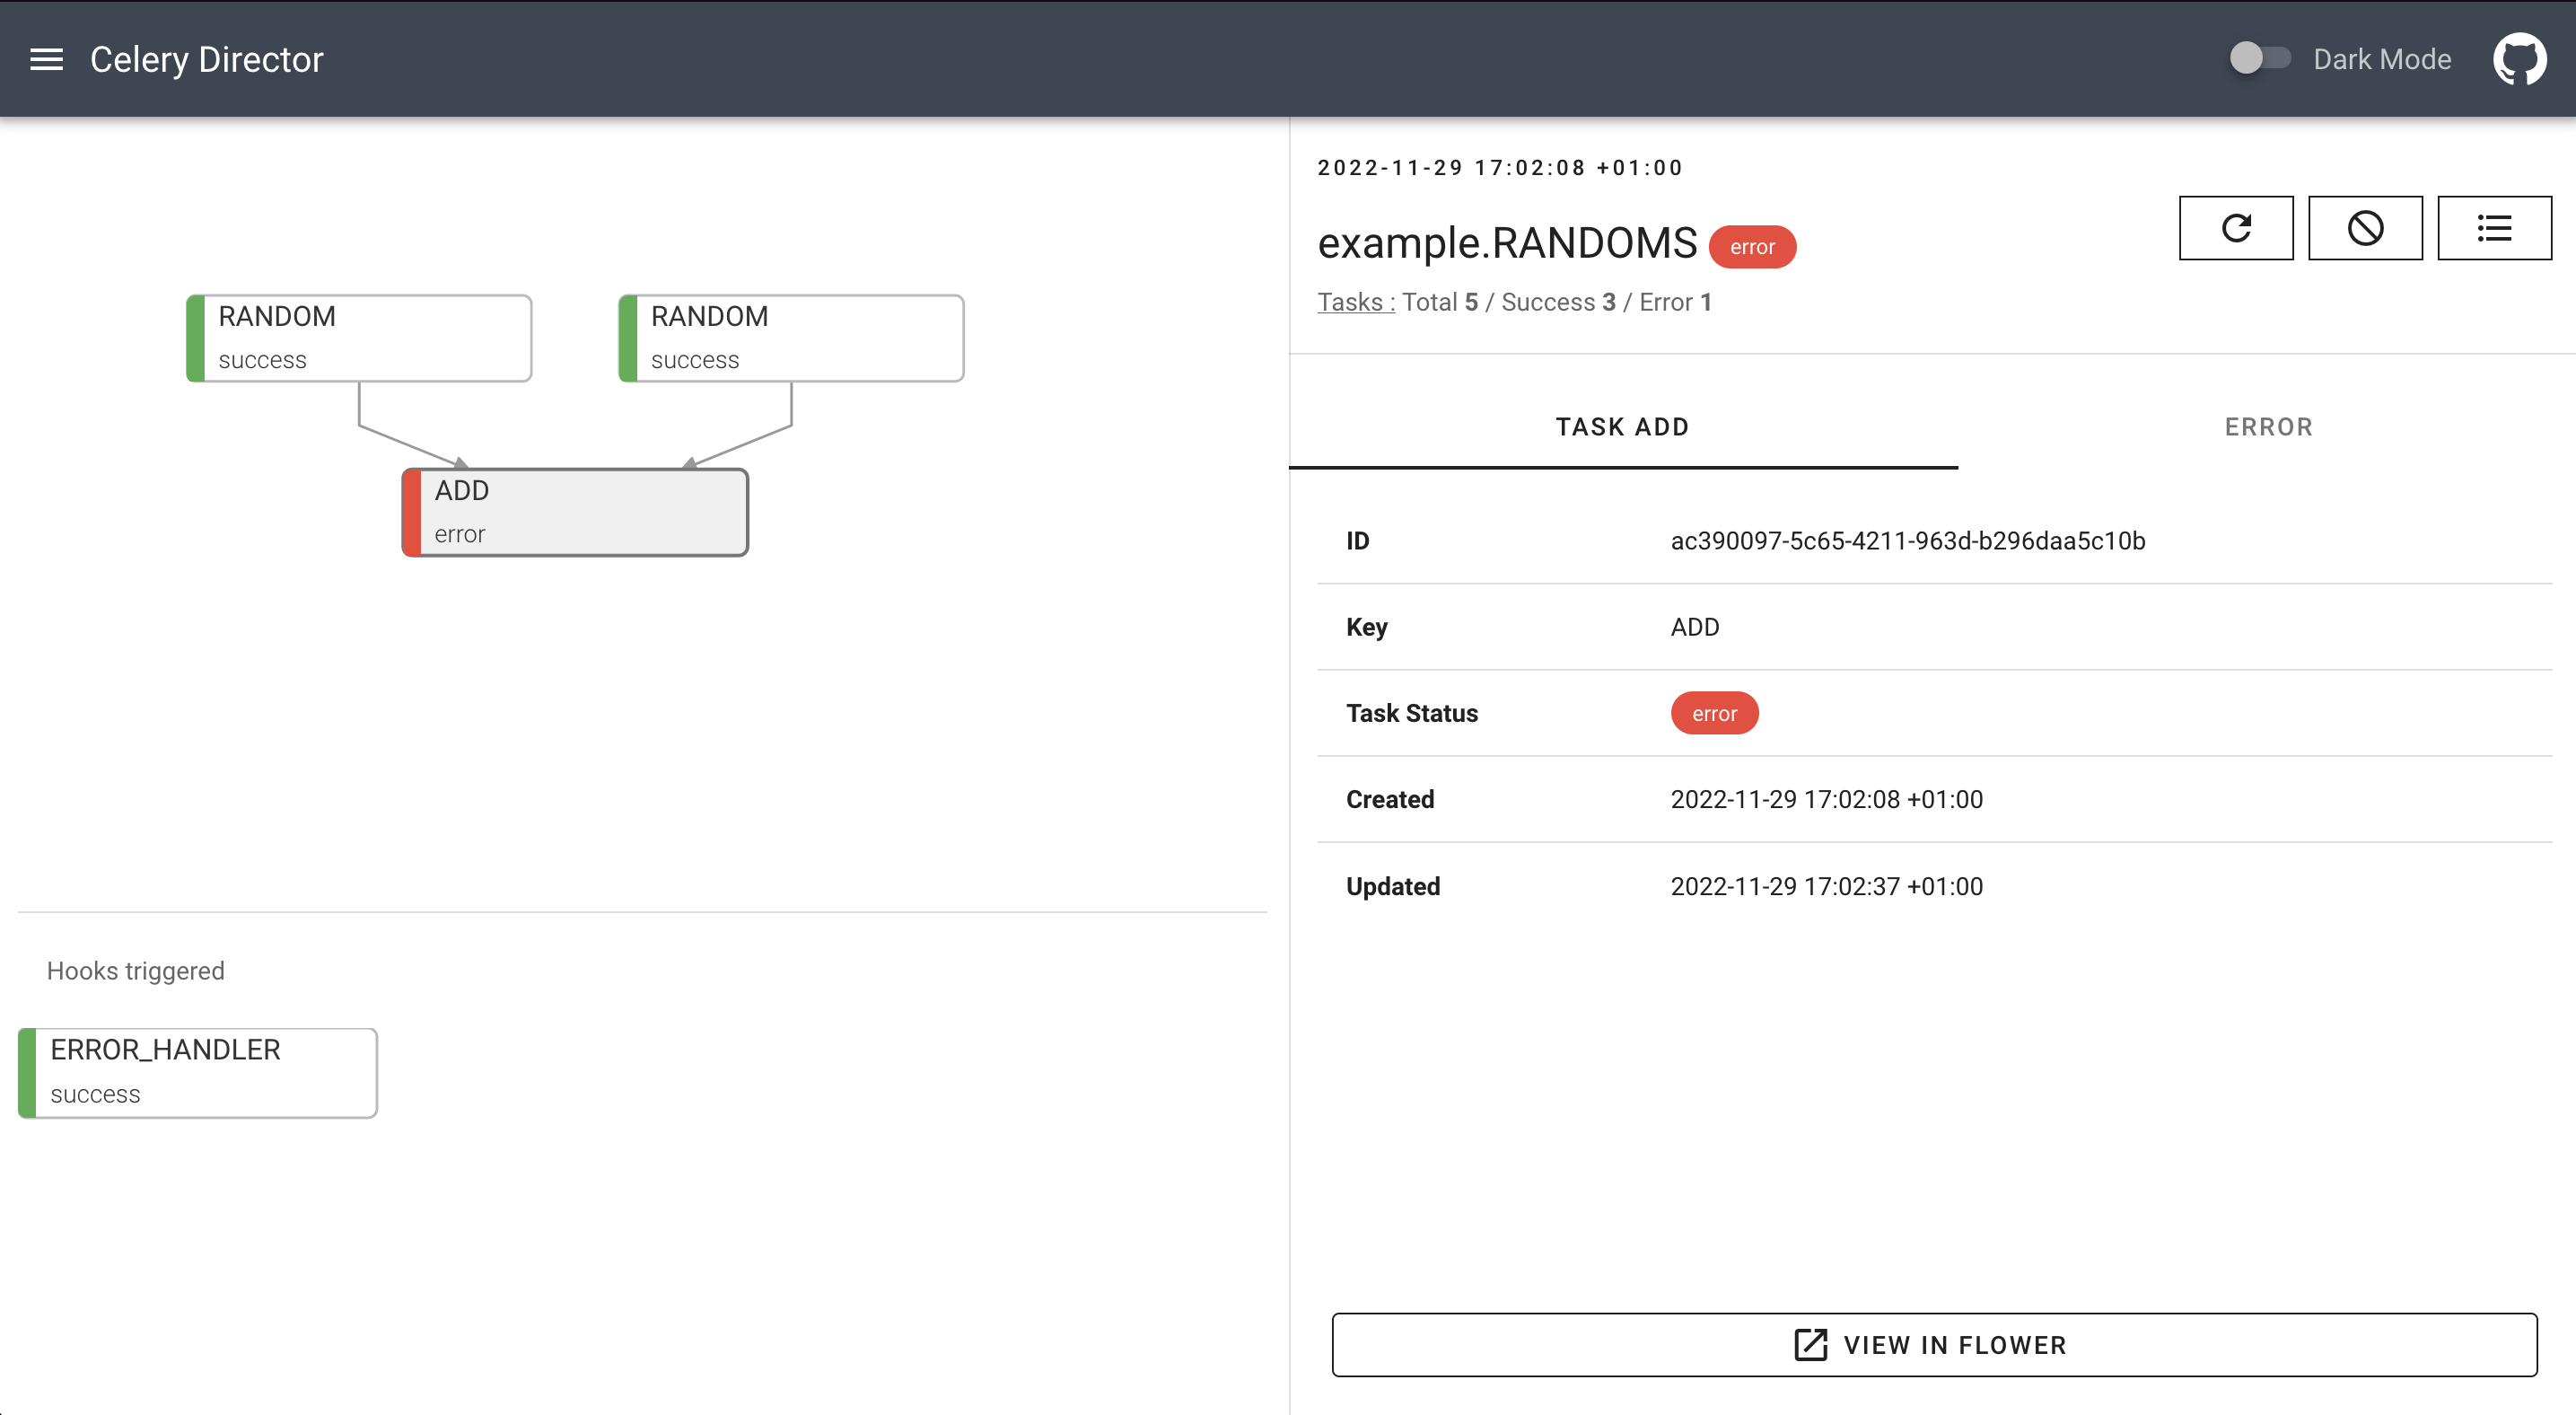 Celery Director
Dark Mode
RANDOM
success
RANDOM
success
ADD
error
Hooks triggered
ERROR_HANDLER
success
2022-11-29 17:02:08 +01:00
example.RANDOMS error
Tasks : Total 5 / Success 3 / Error 1
TASK ADD
ERROR
ID ac390097-5c65-4211-963d-b296daa5c10b
Key ADD
Task Status error
Created 2022-11-29 17:02:08 +01:00
Updated 2022-11-29 17:02:37 +01:00
VIEW IN FLOWER